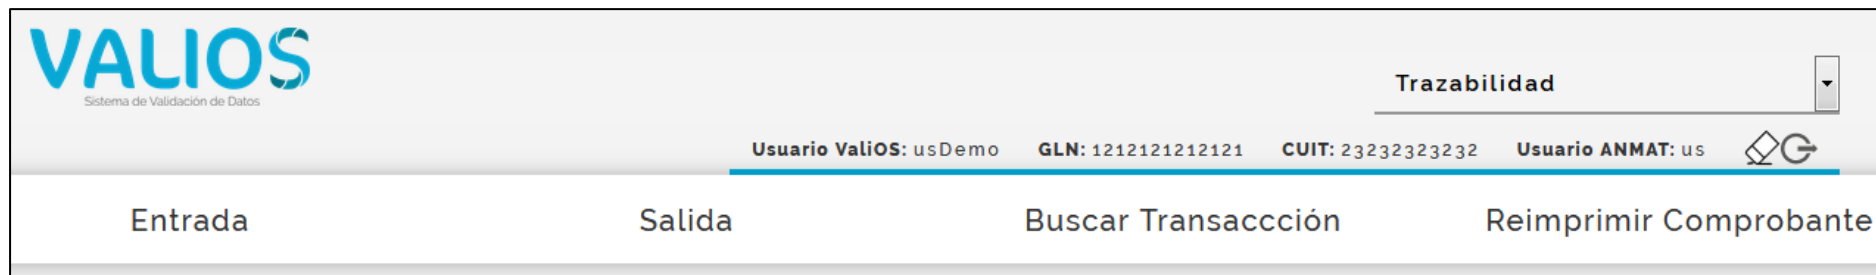 VALIOS
Sistema de Validación de Datos
Trazabilidad
Usuario ValiOS: usDemo GLN: 1212121212121 CUIT: 23232323232 Usuario ANMAT: us
Entrada Salida Buscar Transaccción Reimprimir Comprobante